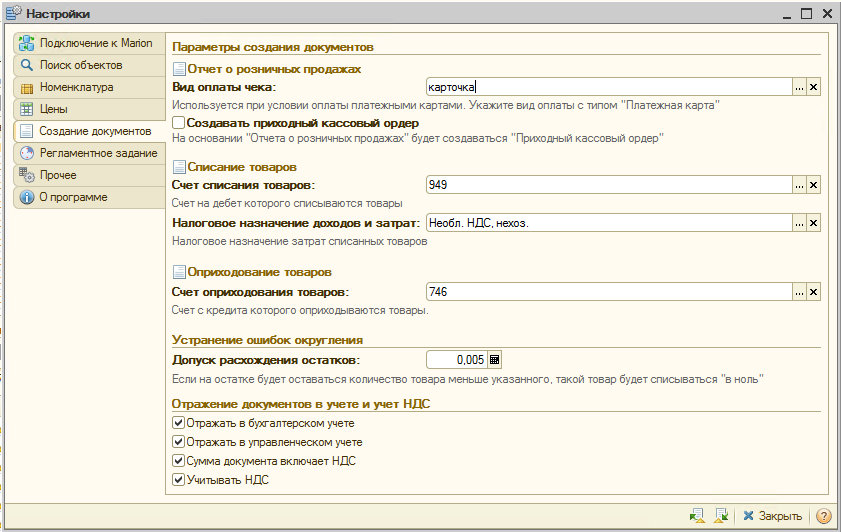 Настройки
Подключение к Marion
Поиск объектов
Номенклатура
Цены
Создание документов
Регламентное задание
Прочее
О программе
Параметры создания документов
Отчет о розничных продажах
Вид оплаты чека: карточка ... ×
Используется при условии оплаты платежными картами. Укажите вид оплаты с типом "Платежная карта"
Создавать приходный кассовый ордер
На основании "Отчета о розничных продажах" будет создаваться "Приходный кассовый ордер"
Списание товаров
Счет списания товаров: 949 ... ×
Счет на дебет которого списываются товары
Налоговое назначение доходов и затрат: Необл. НДС, нехоз. ... ×
Налоговое назначение затрат списанных товаров
Оприходование товаров
Счет оприходования товаров: 746 ... ×
Счет с кредита которого оприходываются товары.
Устранение ошибок округления
Допуск расхождения остатков: 0,005
Если на остатке будет оставаться количество товара меньше указанного, такой товар будет списываться "в ноль"
Отражение документов в учете и учет НДС
Отражать в бухгалтерском учете
Отражать в управленческом учете
Сумма документа включает НДС
Учитывать НДС
Закрыть ?